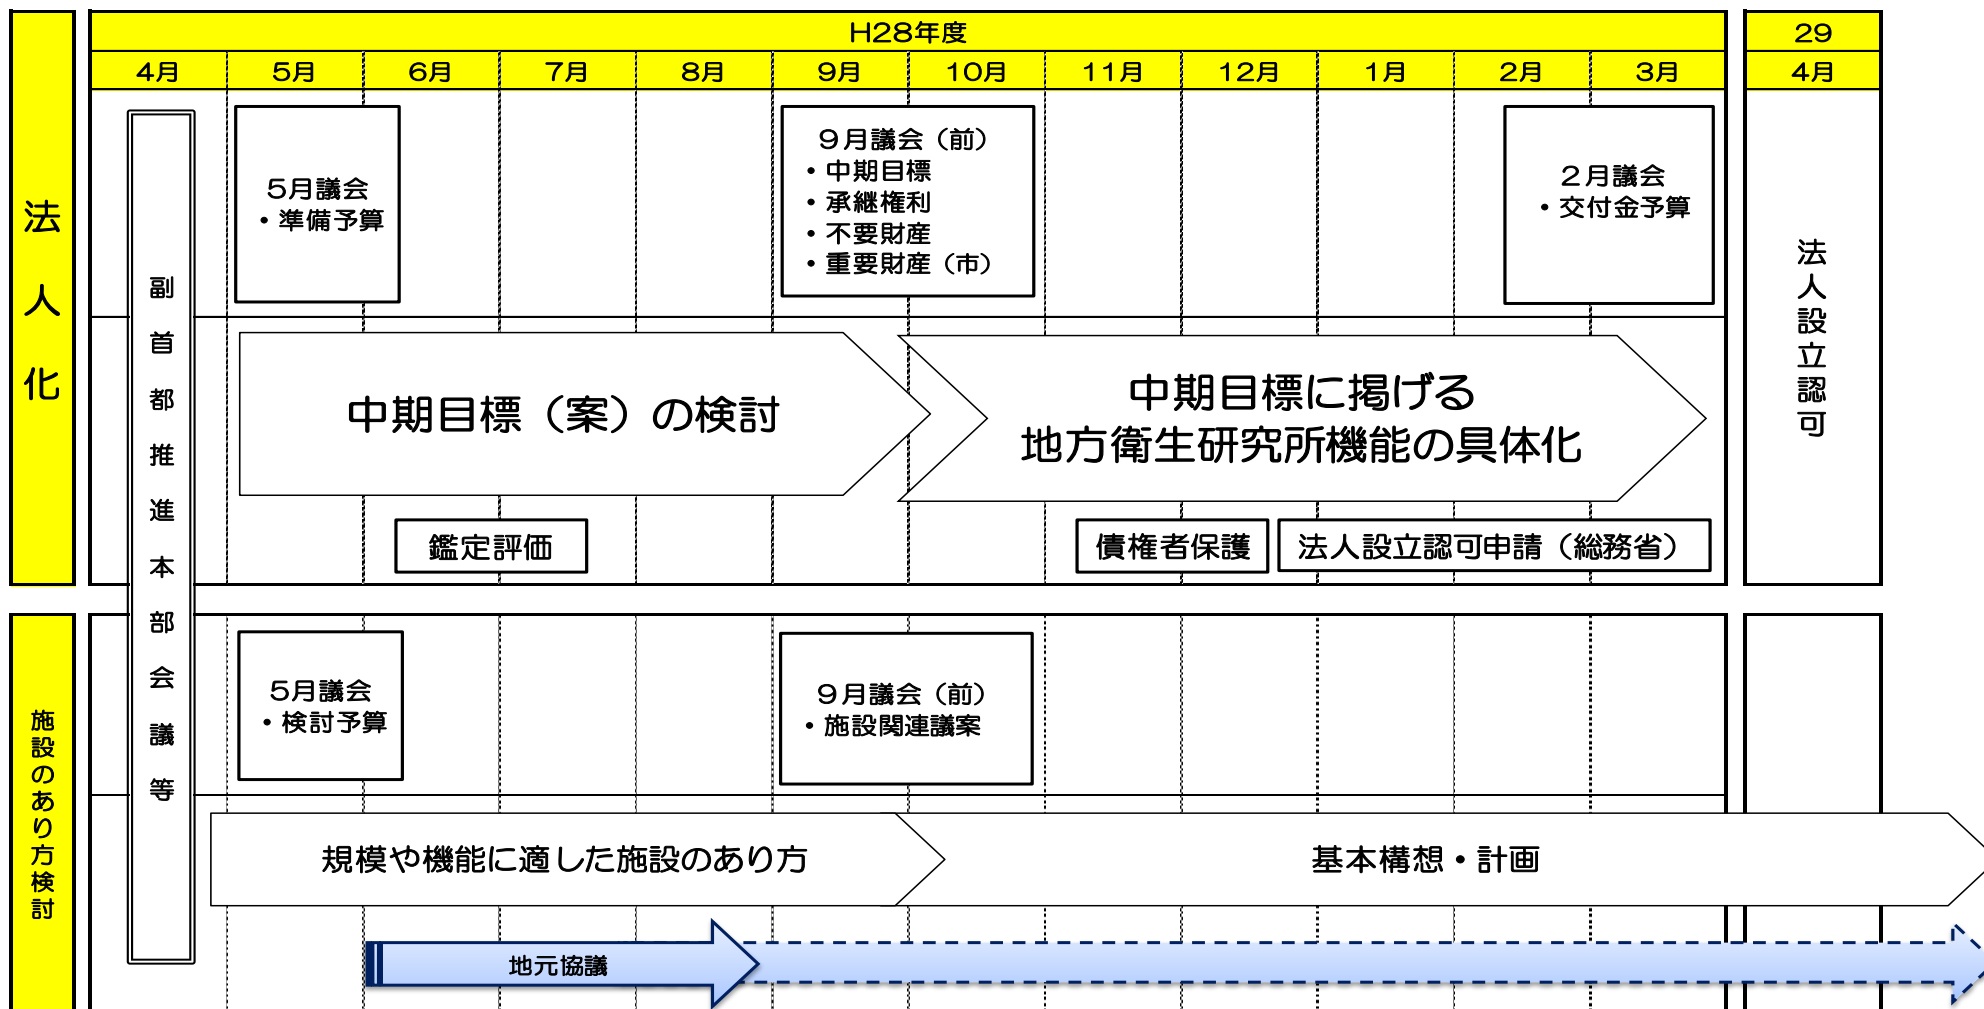 H28年度
29
4月
5月
6月
7月
8月
9月
10月
11月
12月
1月
2月
3月
4月
法人化
副首都推進本部会議等
5月議会
・準備予算
9月議会（前）
・中期目標
・承継権利
・不要財産
・重要財産（市）
2月議会
・交付金予算
法人設立認可
中期目標（案）の検討
中期目標に掲げる
地方衛生研究所機能の具体化
鑑定評価
債権者保護
法人設立認可申請（総務省）
施設のあり方検討
5月議会
・検討予算
9月議会（前）
・施設関連議案
規模や機能に適した施設のあり方
基本構想・計画
地元協議